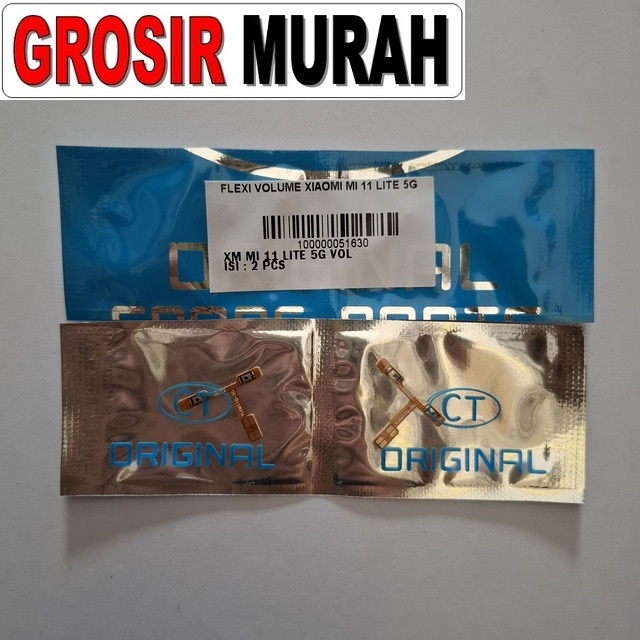 GROSIR MURAH
FLEXI VOLUME XIAOMI MI 11 LITE 5G
100000051630
XM MI 11 LITE 5G VOL
ISI : 2 PCS
ORIGINAL
CT
ORIGINAL
CT
ORIGINAL